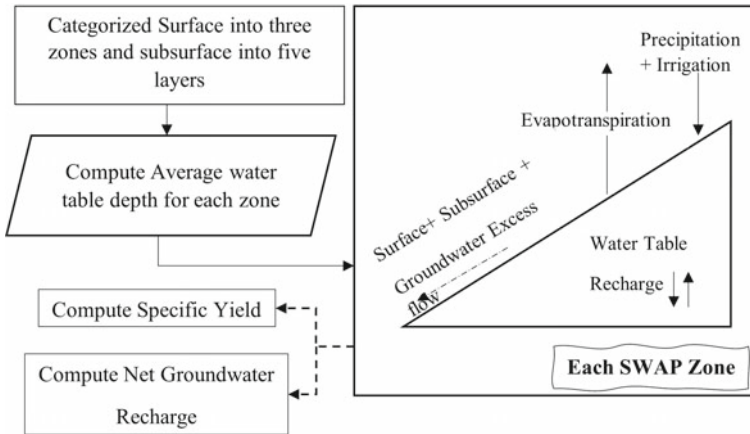 Categorized Surface into three
zones and subsurface into five
layers
Compute Average water
table depth for each zone
Compute Specific Yield
Compute Net Groundwater
Recharge
Precipitation
+ Irrigation
Evapotranspiration
Surface+ Subsurface +
Groundwater Excess
flow
Water Table
Recharge
Each SWAP Zone